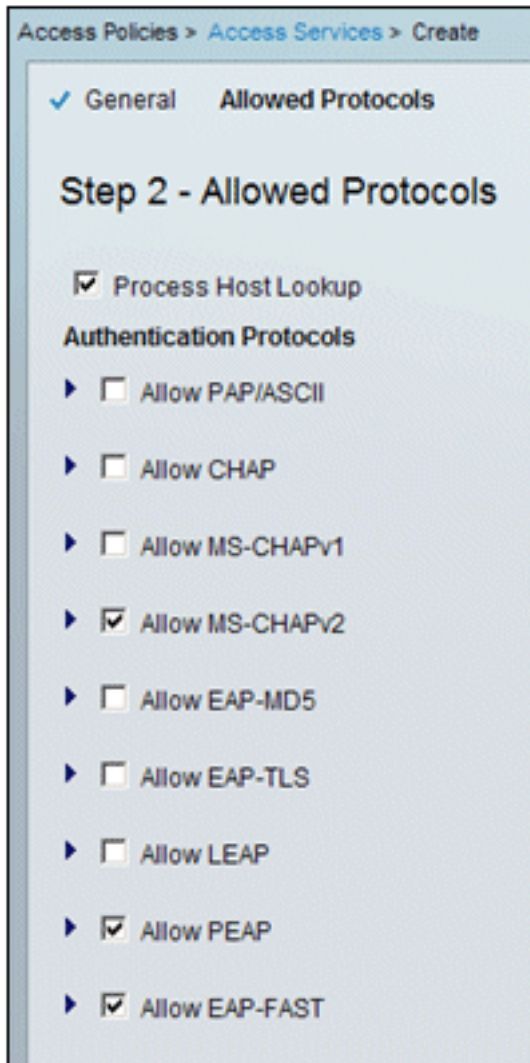 Access Policies > Access Services > Create
General Allowed Protocols
Step 2 - Allowed Protocols
Process Host Lookup
Authentication Protocols
Allow PAP/ASCII
Allow CHAP
Allow MS-CHAPv1
Allow MS-CHAPv2
Allow EAP-MD5
Allow EAP-TLS
Allow LEAP
Allow PEAP
Allow EAP-FAST